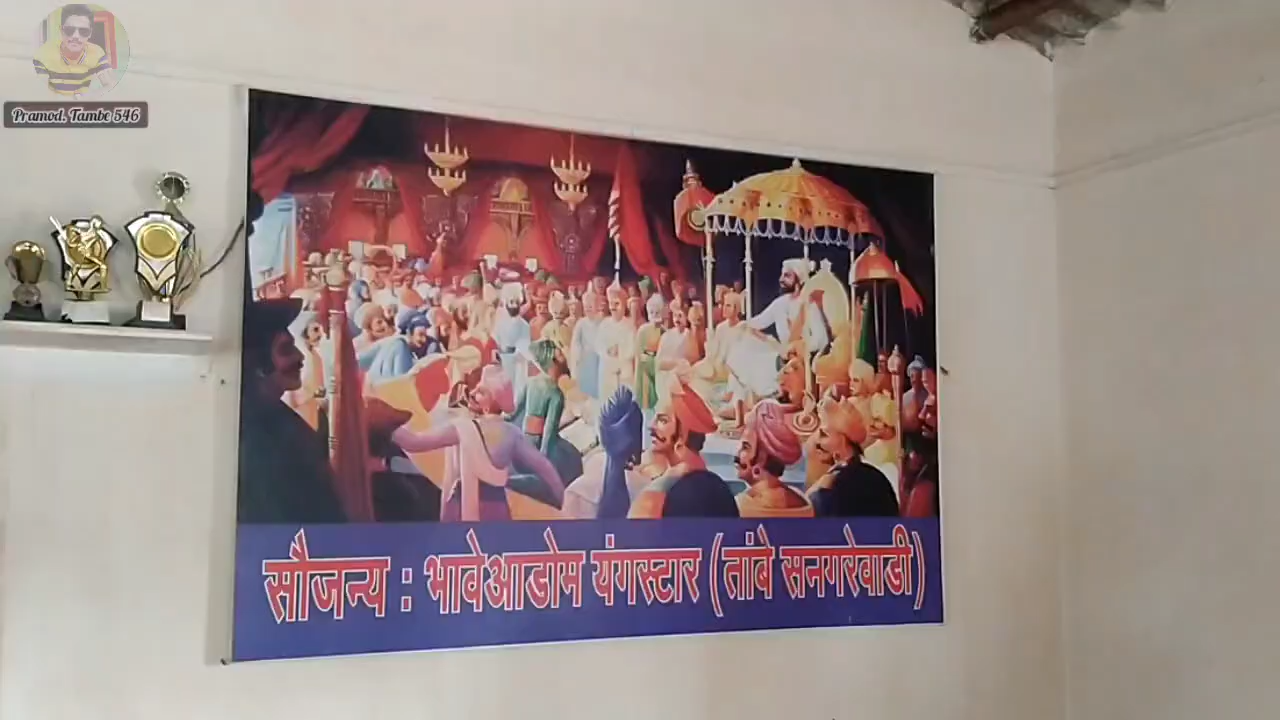 Pramod. Tambe 546
सौजन्य : भावेआडोम यंगस्टार (तांबे सनगरेवाडी)